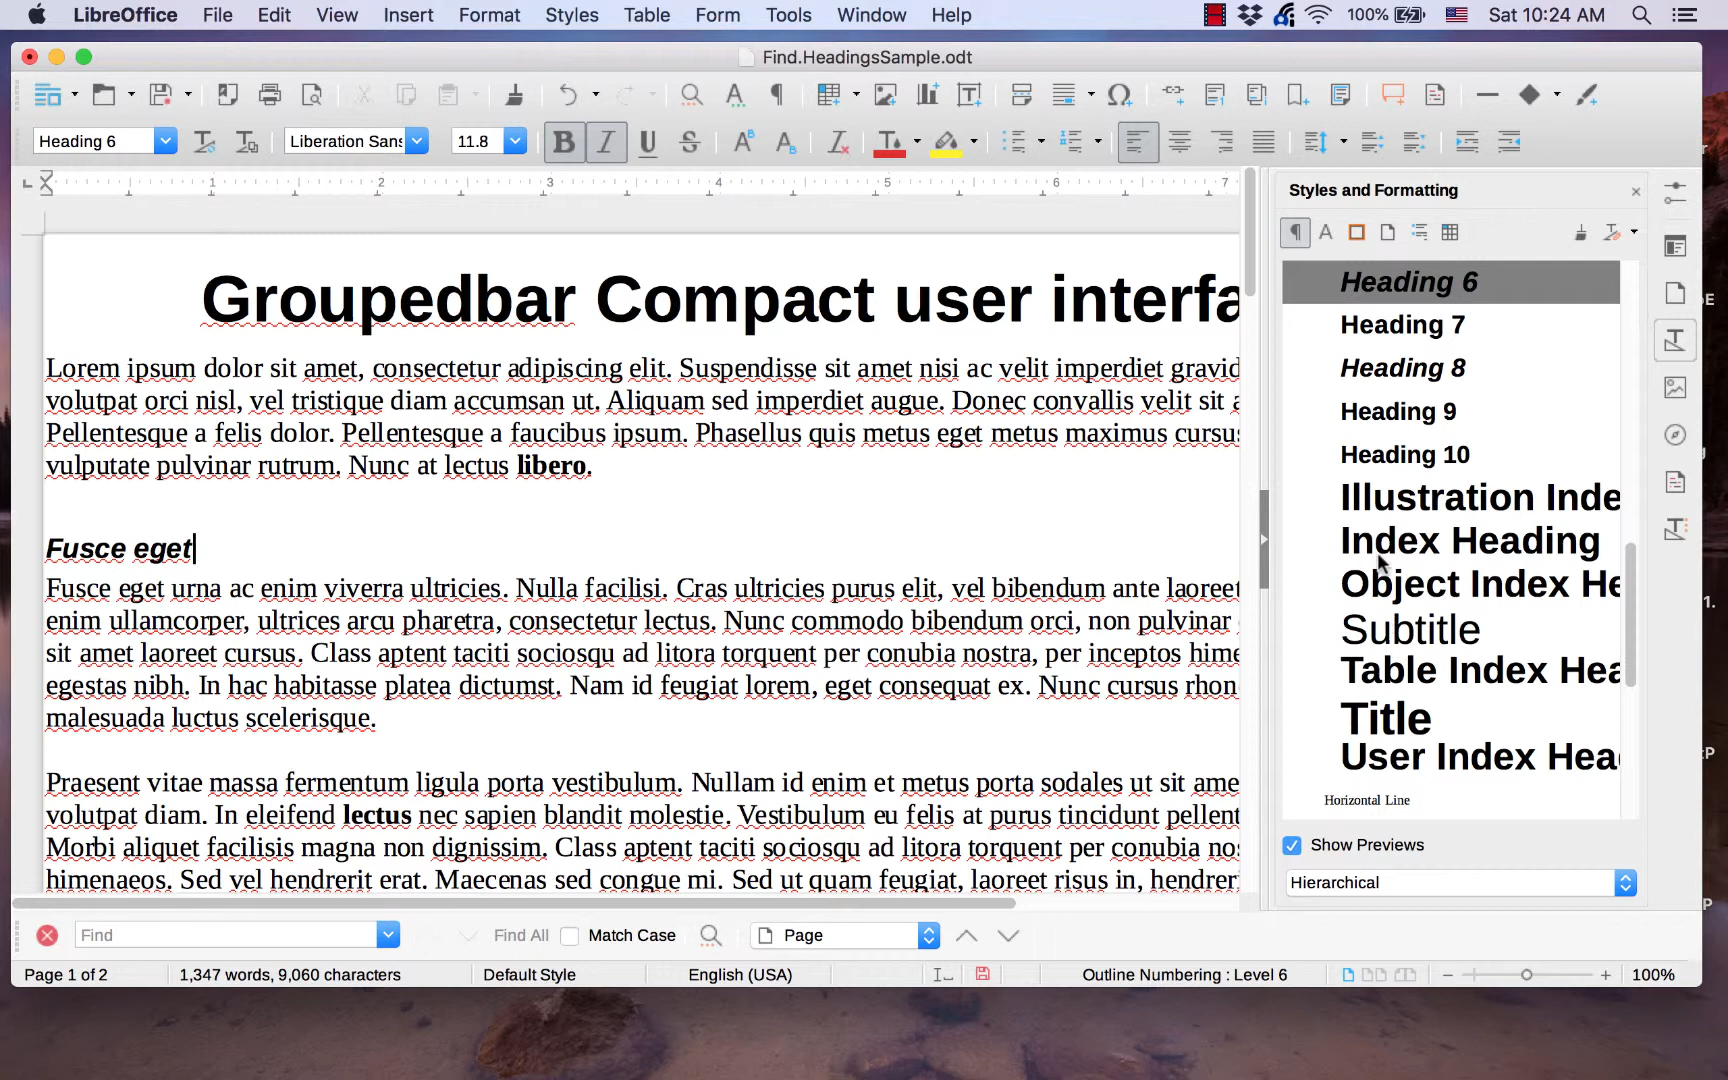 LibreOffice File Edit View Insert Format Styles Table Form Tools Window Help 100% Sat 10:24 AM
Find.HeadingsSample.odt
Heading 6 Liberation Sans 11.8
1 2 3 4 5 6 7
Groupedbar Compact user interfa
Lorem ipsum dolor sit amet, consectetur adipiscing elit. Suspendisse sit amet nisi ac velit imperdiet gravid
volutpat orci nisl, vel tristique diam accumsan ut. Aliquam sed imperdiet augue. Donec convallis velit sit a
Pellentesque a felis dolor. Pellentesque a faucibus ipsum. Phasellus quis metus eget metus maximus cursus
vulputate pulvinar rutrum. Nunc at lectus libero.
Fusce eget
Fusce eget urna ac enim viverra ultricies. Nulla facilisi. Cras ultricies purus elit, vel bibendum ante laoreet
enim ullamcorper, ultrices arcu pharetra, consectetur lectus. Nunc commodo bibendum orci, non pulvinar
sit amet laoreet cursus. Class aptent taciti sociosqu ad litora torquent per conubia nostra, per inceptos hime
egestas nibh. In hac habitasse platea dictumst. Nam id feugiat lorem, eget consequat ex. Nunc cursus rhon
malesuada luctus scelerisque.
Praesent vitae massa fermentum ligula porta vestibulum. Nullam id enim et metus porta sodales ut sit ame
volutpat diam. In eleifend lectus nec sapien blandit molestie. Vestibulum eu felis at purus tincidunt pellent
Morbi aliquet facilisis magna non dignissim. Class aptent taciti sociosqu ad litora torquent per conubia nos
himenaeos. Sed vel hendrerit erat. Maecenas sed congue mi. Sed ut quam feugiat, laoreet risus in, hendreri
Styles and Formatting
Heading 6
Heading 7
Heading 8
Heading 9
Heading 10
Illustration Inde
Index Heading
Object Index He
Subtitle
Table Index Hea
Title
User Index Head
Horizontal Line
Show Previews
Hierarchical
Find Find All Match Case Page
Page 1 of 2 1,347 words, 9,060 characters Default Style English (USA) Outline Numbering : Level 6 100%